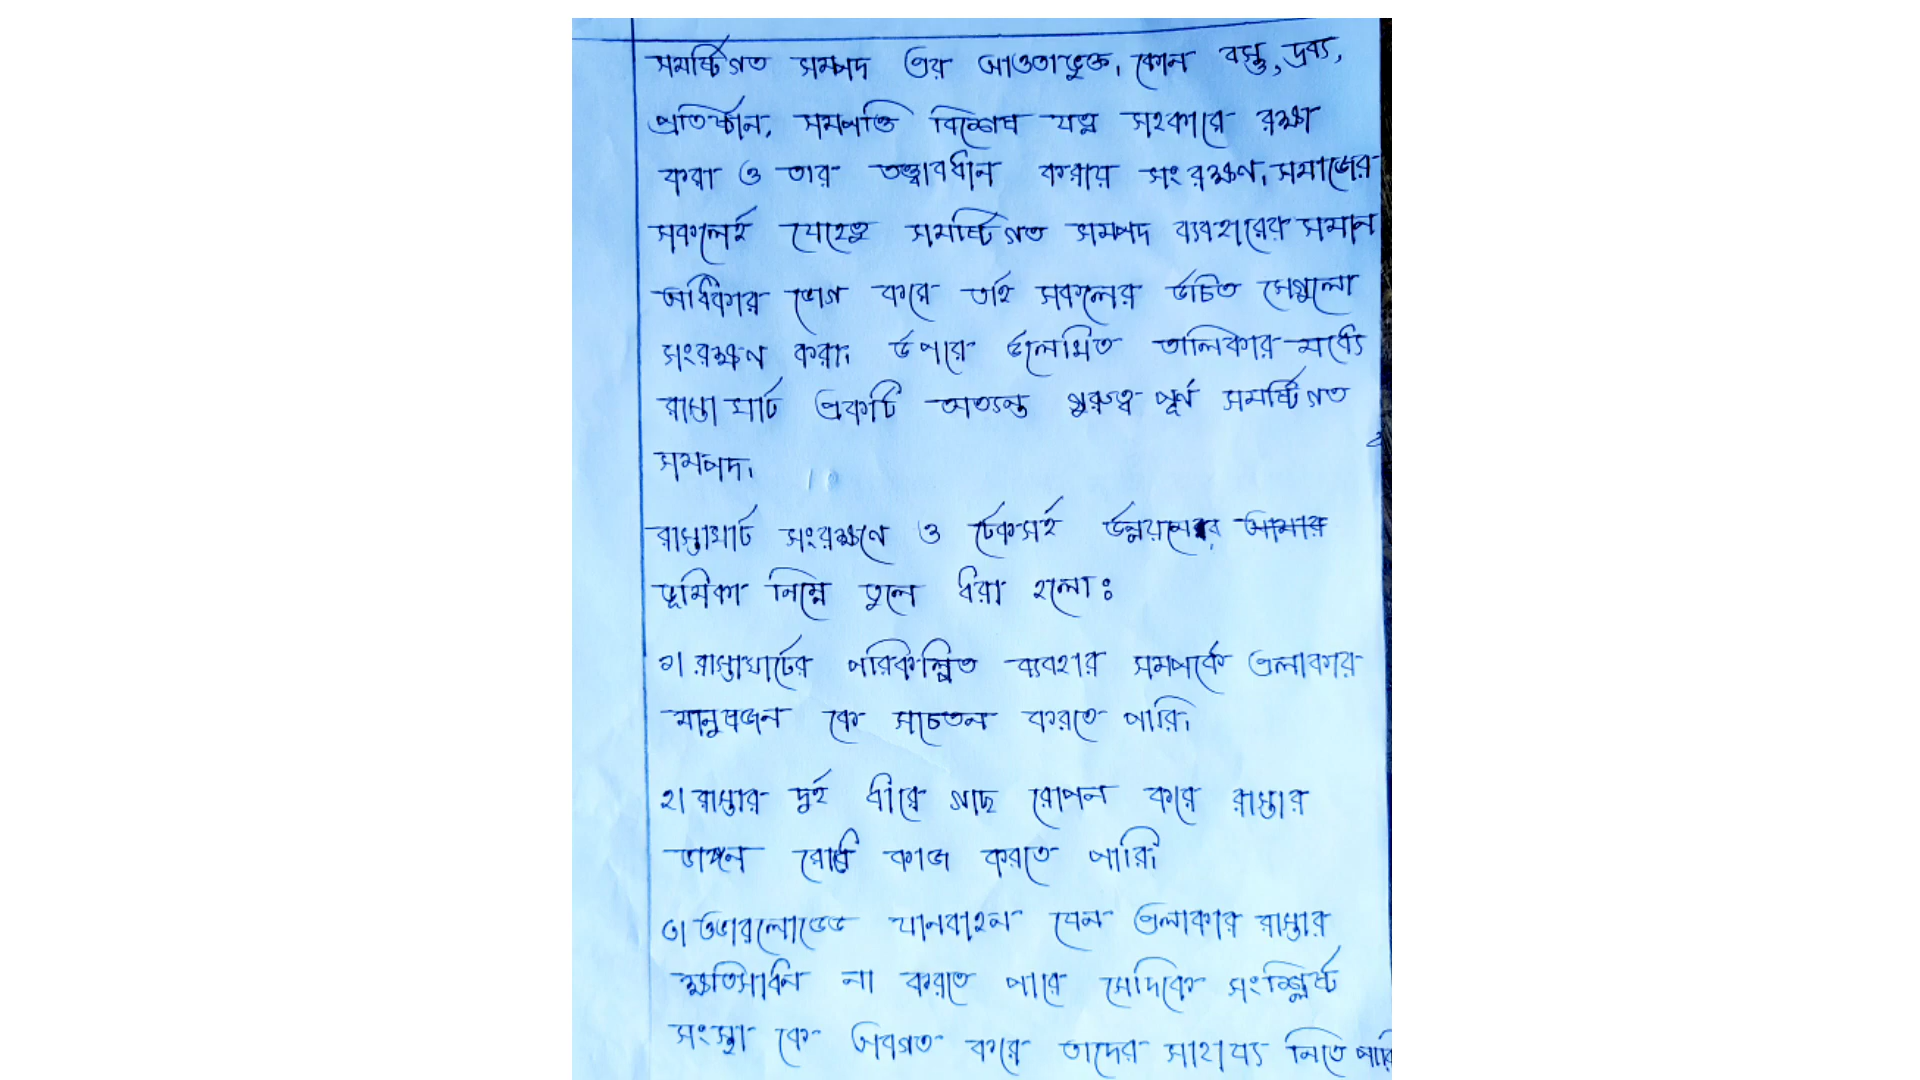 সমষ্টিগত সম্পদ এর আওতাভুক্ত, কোন বস্তু, দ্রব্য,
প্রতিষ্ঠান, সম্পত্তি বিশেষ যত্ন সহকারে রক্ষা
করা ও তার তত্ত্বাবধান করায় সংরক্ষণ। সমাজের
সকলেই যেহেতু সমষ্টিগত সম্পদ ব্যবহারের সমান
অধিকার ভোগ করে তাই সকলের উচিত সেগুলো
সংরক্ষণ করা। উপরে উলেখিত তালিকার মধ্যে
রাস্তা ঘাট একটি অত্যন্ত গুরুত্ব পূর্ণ সমষ্টিগত
সম্পদ।
রাস্তাঘাট সংরক্ষণে ও টেকসই উন্নয়নের আমার
ভূমিকা নিম্নে তুলে ধরা হলোঃ
১। রাস্তাঘাটের পরিকল্পিত ব্যবহার সম্পর্কে এলাকার
মানুষজন কে সচেতন করতে পারি।
২। রাস্তার দুই ধারে গাছ রোপন করে রাস্তার
ভাঙ্গন রোধে কাজ করতে পারি।
৩। ওভারলোডেড যানবাহন যেন এলাকার রাস্তার
ক্ষতিসাধন না করতে পারে সেদিকে সংশ্লিষ্ট
সংস্থা কে অবগত করে তাদের সাহায্য নিতে পারি